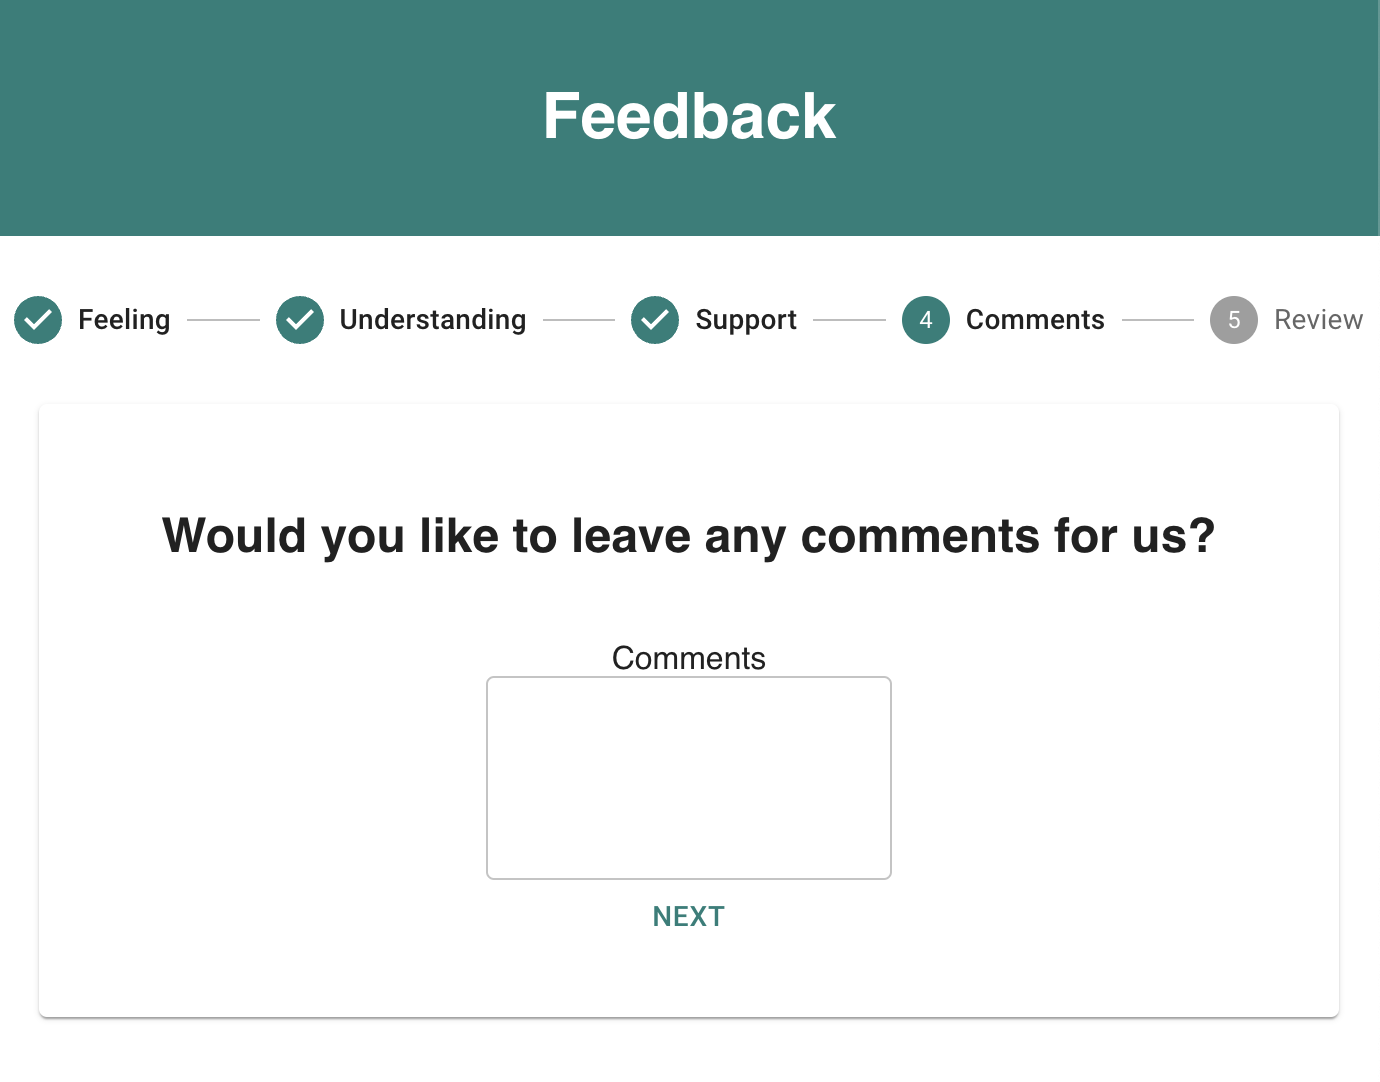 Feedback
Feeling Understanding Support 4 Comments 5 Review
Would you like to leave any comments for us?
Comments
NEXT